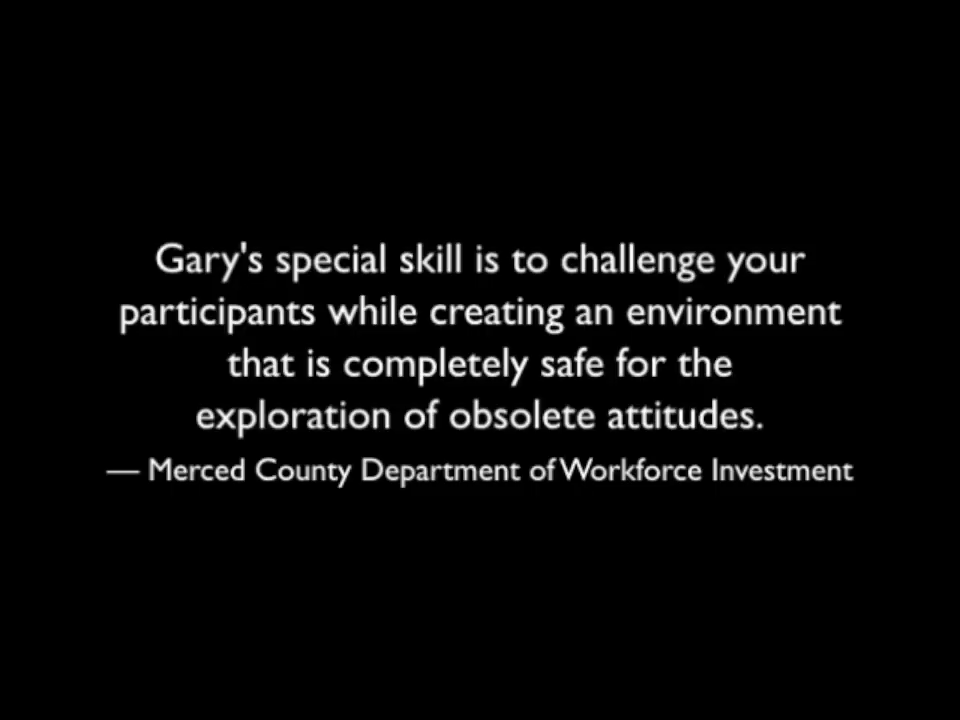 Gary's special skill is to challenge your
participants while creating an environment
that is completely safe for the
exploration of obsolete attitudes.
— Merced County Department of Workforce Investment